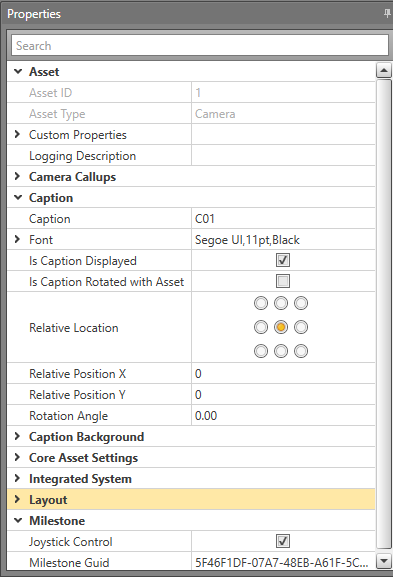 Properties
Search
Asset
Asset ID 1
Asset Type Camera
Custom Properties
Logging Description
Camera Callups
Caption
Caption C01
Font Segoe UI,11pt,Black
Is Caption Displayed
Is Caption Rotated with Asset
Relative Location
Relative Position X 0
Relative Position Y 0
Rotation Angle 0.00
Caption Background
Core Asset Settings
Integrated System
Layout
Milestone
Joystick Control
Milestone Guid 5F46F1DF-07A7-48EB-A61F-5C...